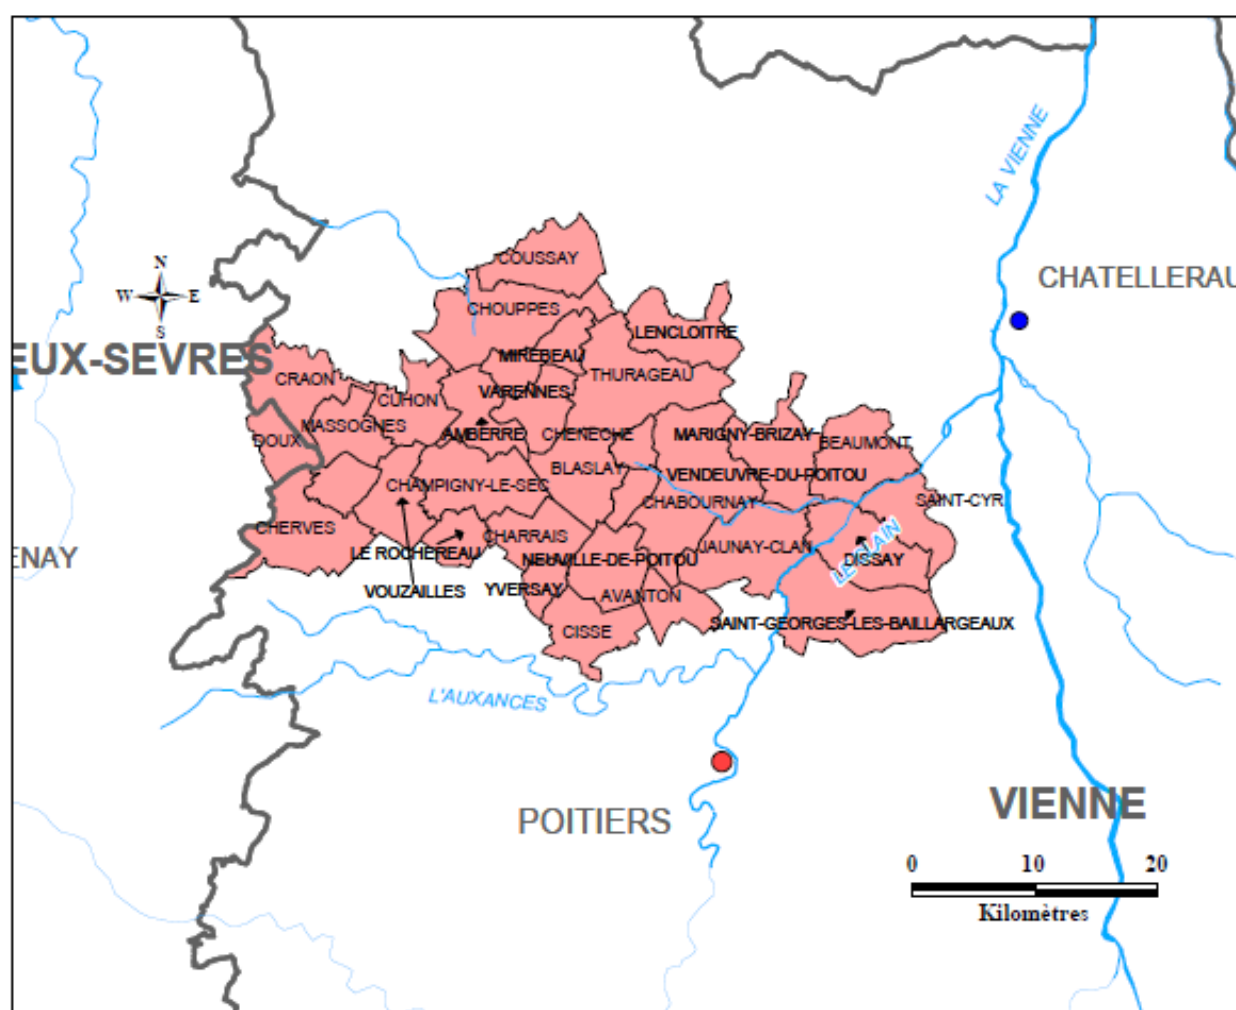 LA VIENNE
COUSSAY
N
W E
S
CHATELLERAU
CHOUPPES
LENCLOITRE
EUX-SEVRES
MIREBEAU
CRAON
THURAGEAU
VARENNES
CUHON
MASSOGNES
DOUX
AMBERRE
CHENECHE
MARIGNY-BRIZAY
BEAUMONT
BLASLAY
VENDEUVRE-DU-POITOU
CHAMPIGNY-LE-SEC
CHABOURNAY
SAINT-CYR
CHERVES
CHARRAIS
LE ROCHEREAU
JAUNAY-CLAN
LE CLAIN
ENAY
NEUVILLE-DE-POITOU
DISSAY
VOUZAILLES
YVERSAY
AVANTON
SAINT-GEORGES-LES-BAILLARGEAUX
CISSE
L'AUXANCES
POITIERS
VIENNE
0 10 20
Kilomètres